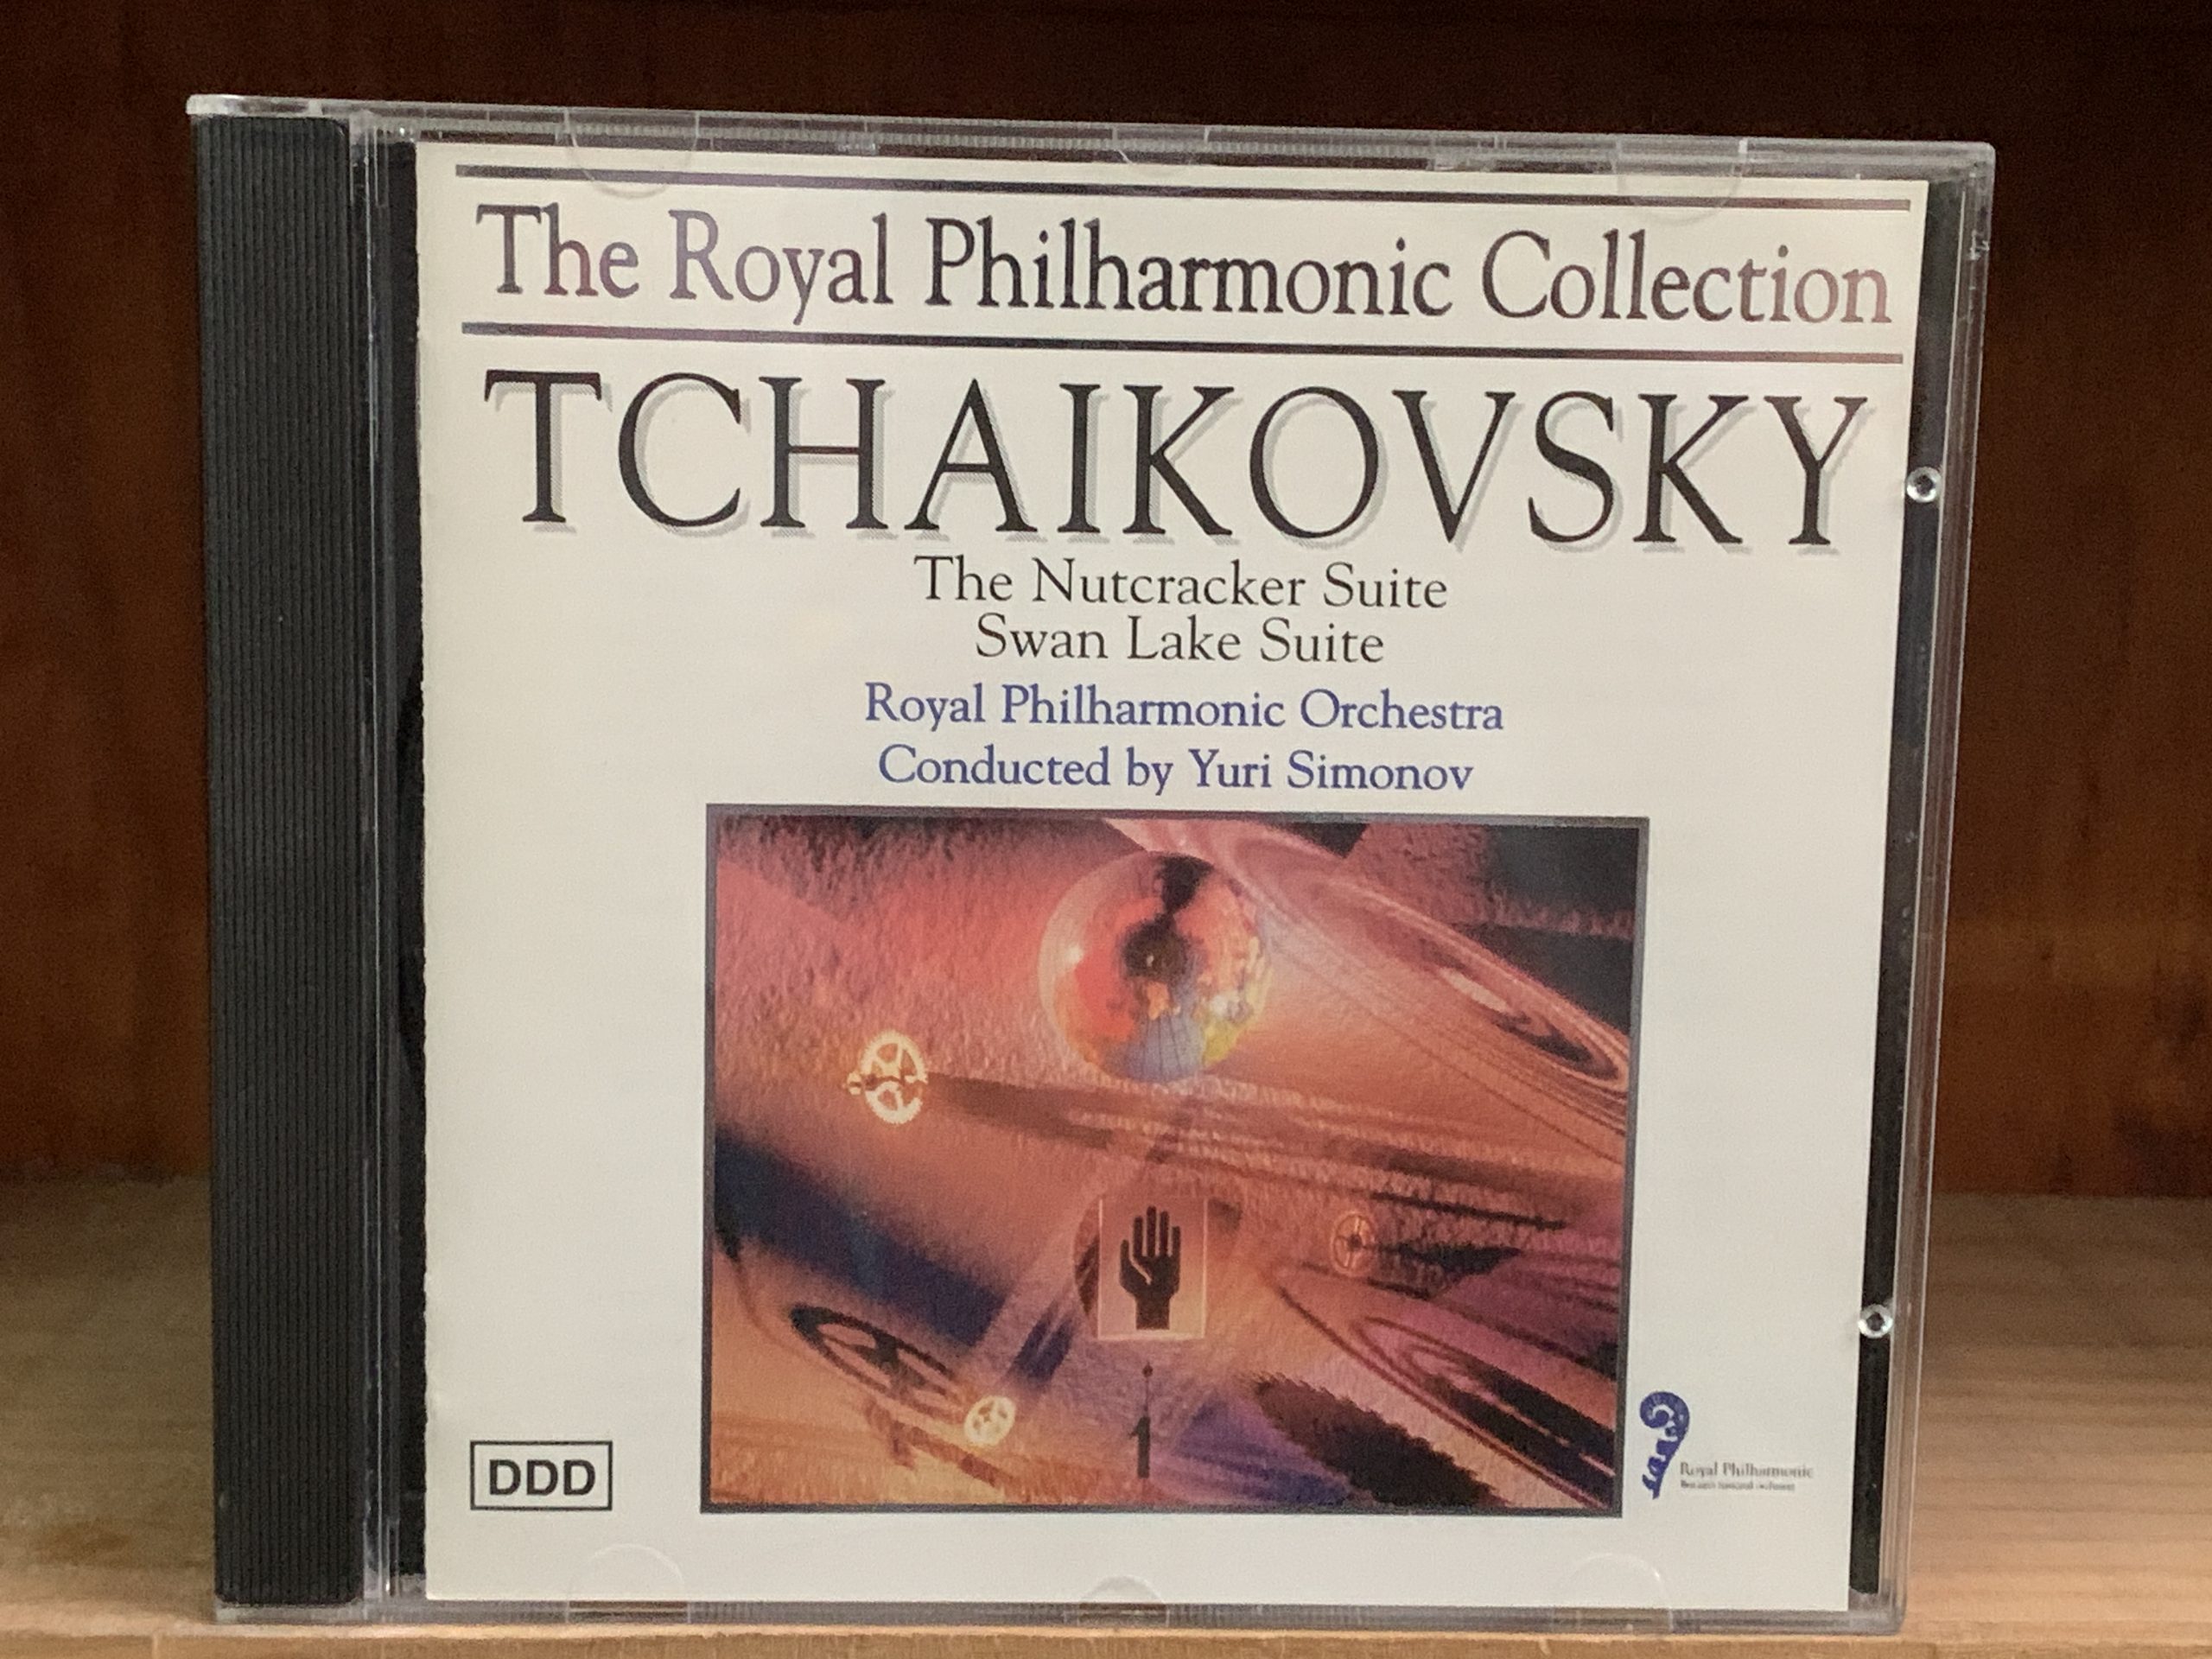 The Royal Philharmonic Collection
TCHAIKOVSKY
The Nutcracker Suite
Swan Lake Suite
Royal Philharmonic Orchestra
Conducted by Yuri Simonov
DDD
Royal Philharmonic